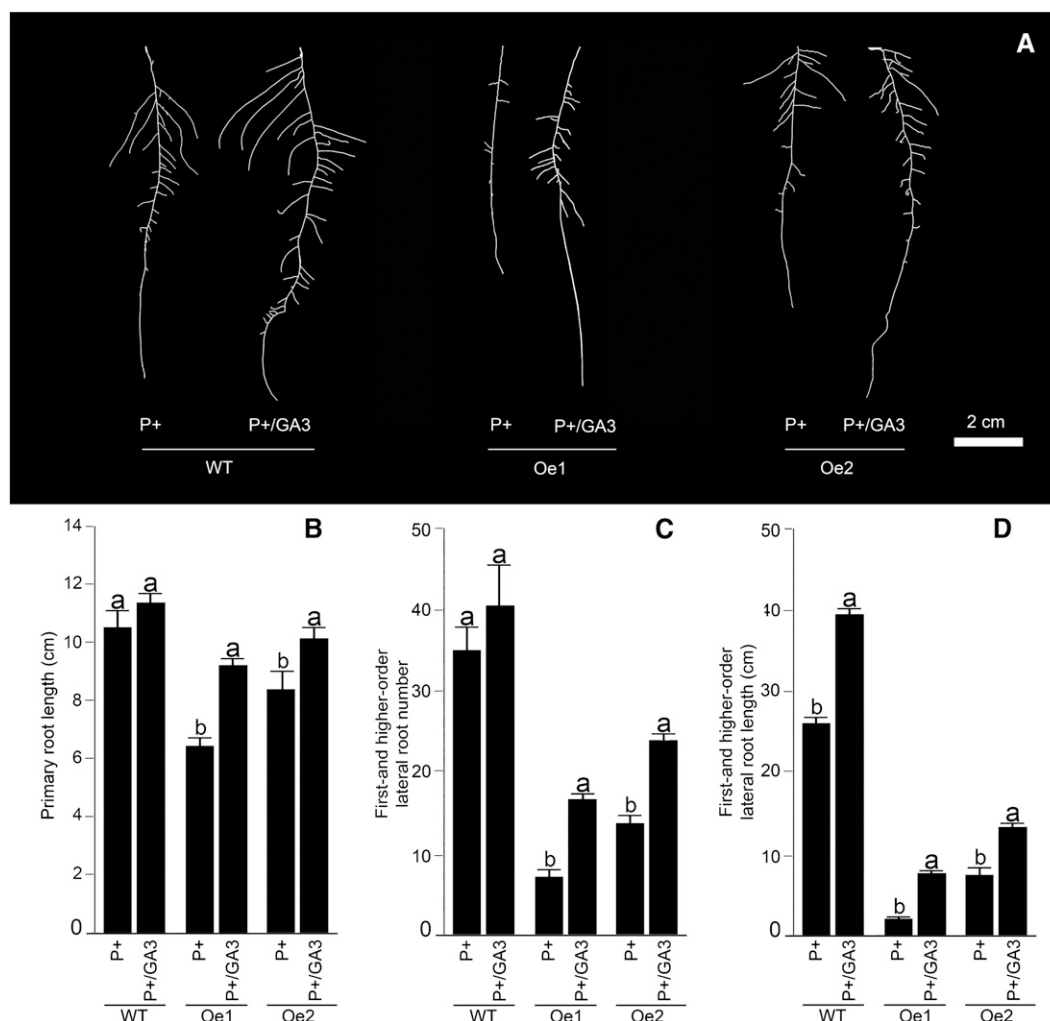 A
P+ P+/GA3 P+ P+/GA3 P+ P+/GA3
WT Oe1 Oe2
2 cm
B
Primary root length (cm)
14
12
10
8
6
4
2
0
a a b a b a
P+ P+/GA3 P+ P+/GA3 P+ P+/GA3
WT Oe1 Oe2
C
First-and higher-order
lateral root number
50
40
30
20
10
0
a a b a b a
P+ P+/GA3 P+ P+/GA3 P+ P+/GA3
WT Oe1 Oe2
D
First-and higher-order
lateral root length (cm)
50
40
30
20
10
0
b a b a b a
P+ P+/GA3 P+ P+/GA3 P+ P+/GA3
WT Oe1 Oe2